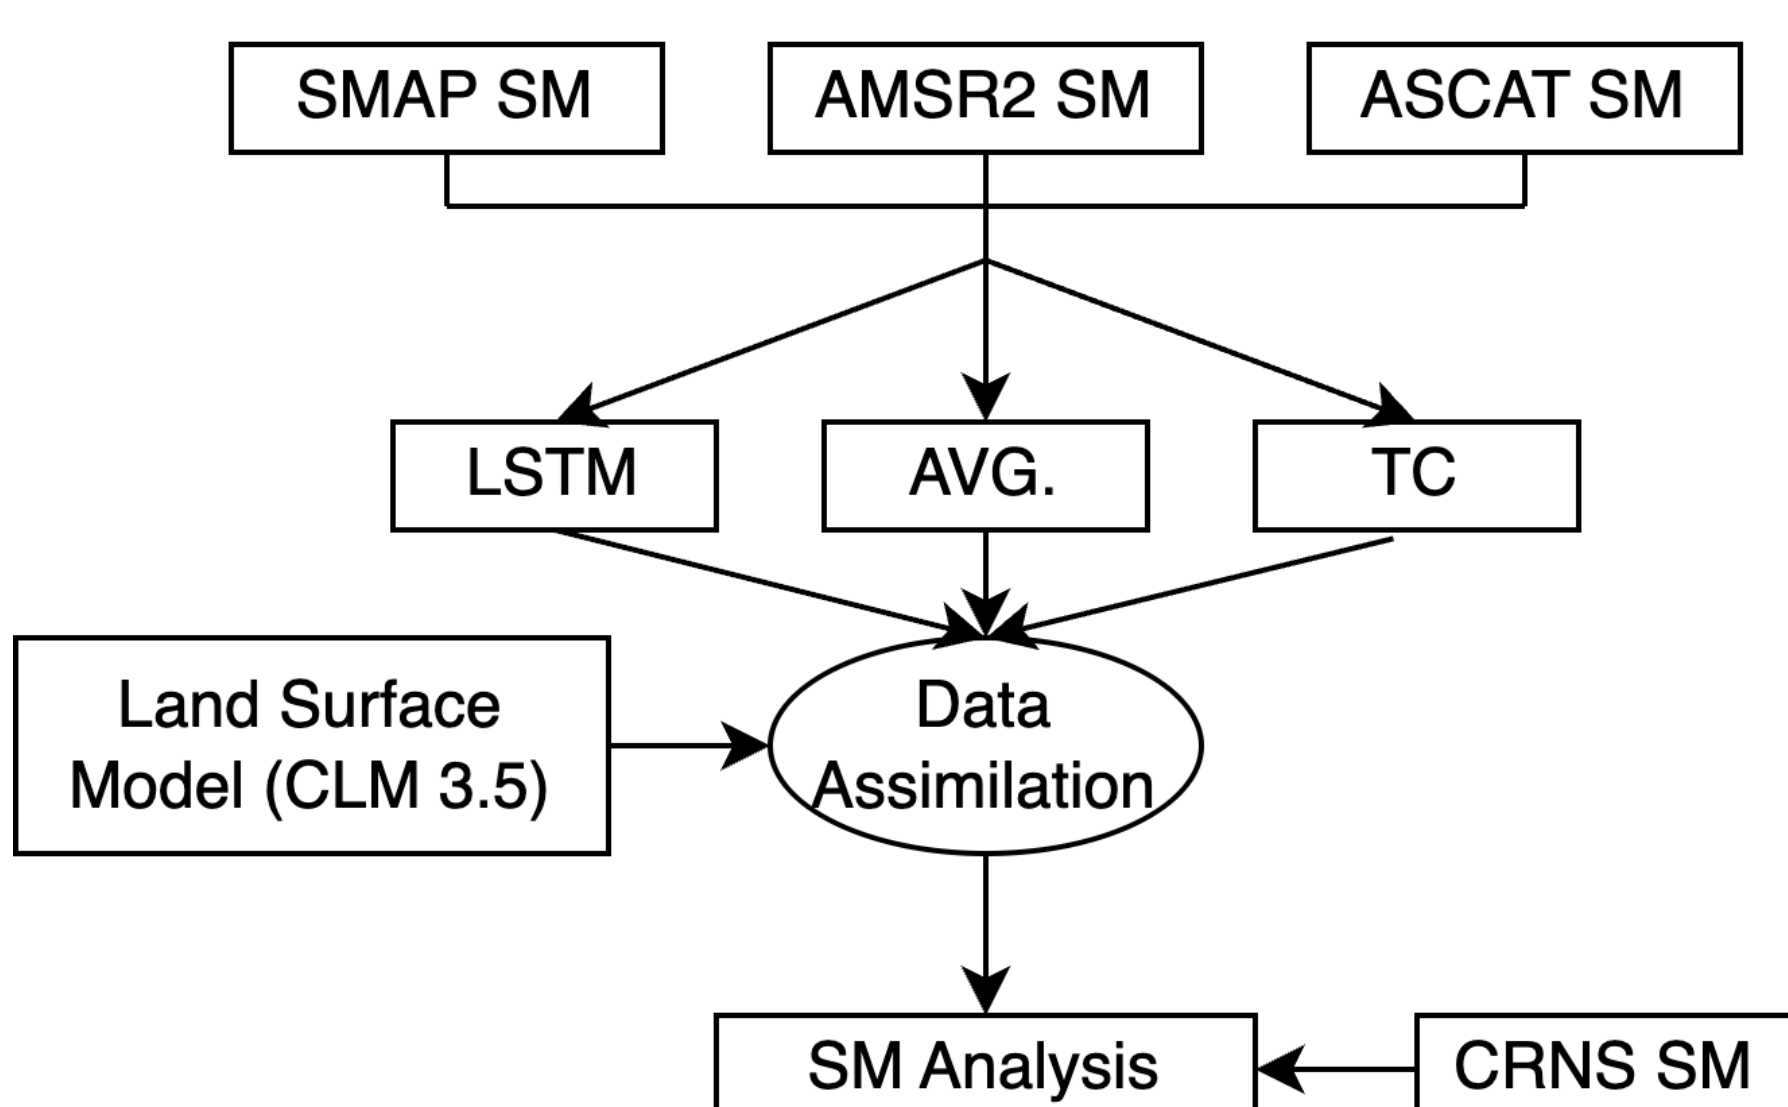 SMAP SM
AMSR2 SM
ASCAT SM
LSTM
AVG.
TC
Land Surface
Model (CLM 3.5)
Data
Assimilation
SM Analysis
CRNS SM